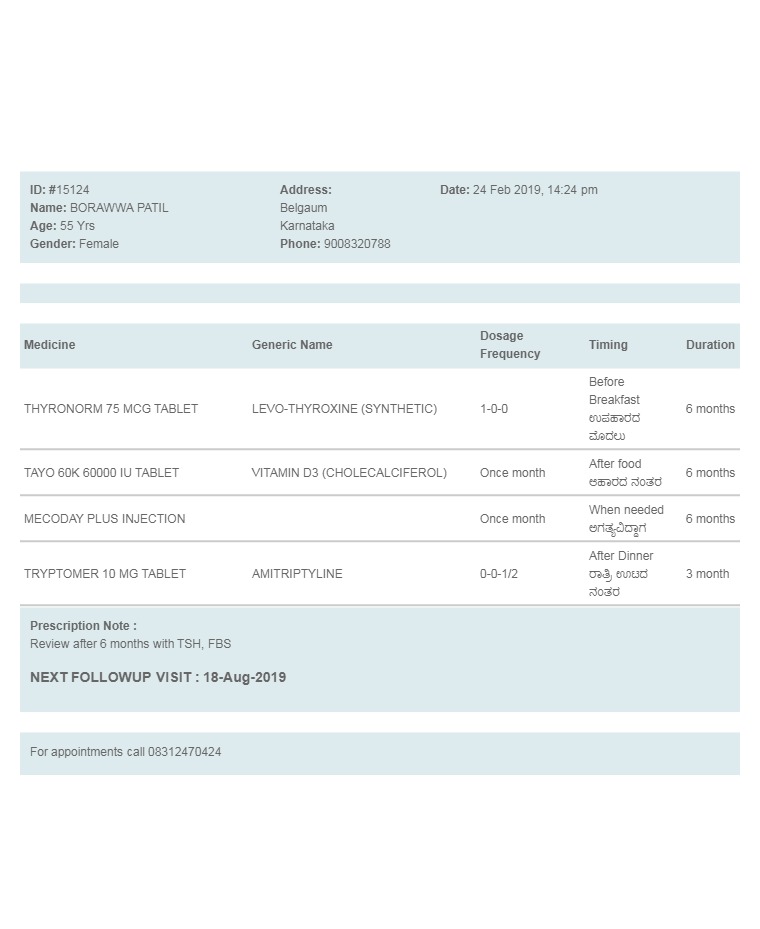 ID: #15124
Name: BORAWWA PATIL
Age: 55 Yrs
Gender: Female
Address:
Belgaum
Karnataka
Phone: 9008320788
Date: 24 Feb 2019, 14:24 pm
Medicine Generic Name Dosage Frequency Timing Duration
THYRONORM 75 MCG TABLET LEVO-THYROXINE (SYNTHETIC) 1-0-0 Before Breakfast ಉಪಹಾರದ ಮೊದಲು 6 months
TAYO 60K 60000 IU TABLET VITAMIN D3 (CHOLECALCIFEROL) Once month After food ಆಹಾರದ ನಂತರ 6 months
MECODAY PLUS INJECTION Once month When needed ಅಗತ್ಯವಿದ್ದಾಗ 6 months
TRYPTOMER 10 MG TABLET AMITRIPTYLINE 0-0-1/2 After Dinner ರಾತ್ರಿ ಊಟದ ನಂತರ 3 month
Prescription Note :
Review after 6 months with TSH, FBS
NEXT FOLLOWUP VISIT : 18-Aug-2019
For appointments call 08312470424